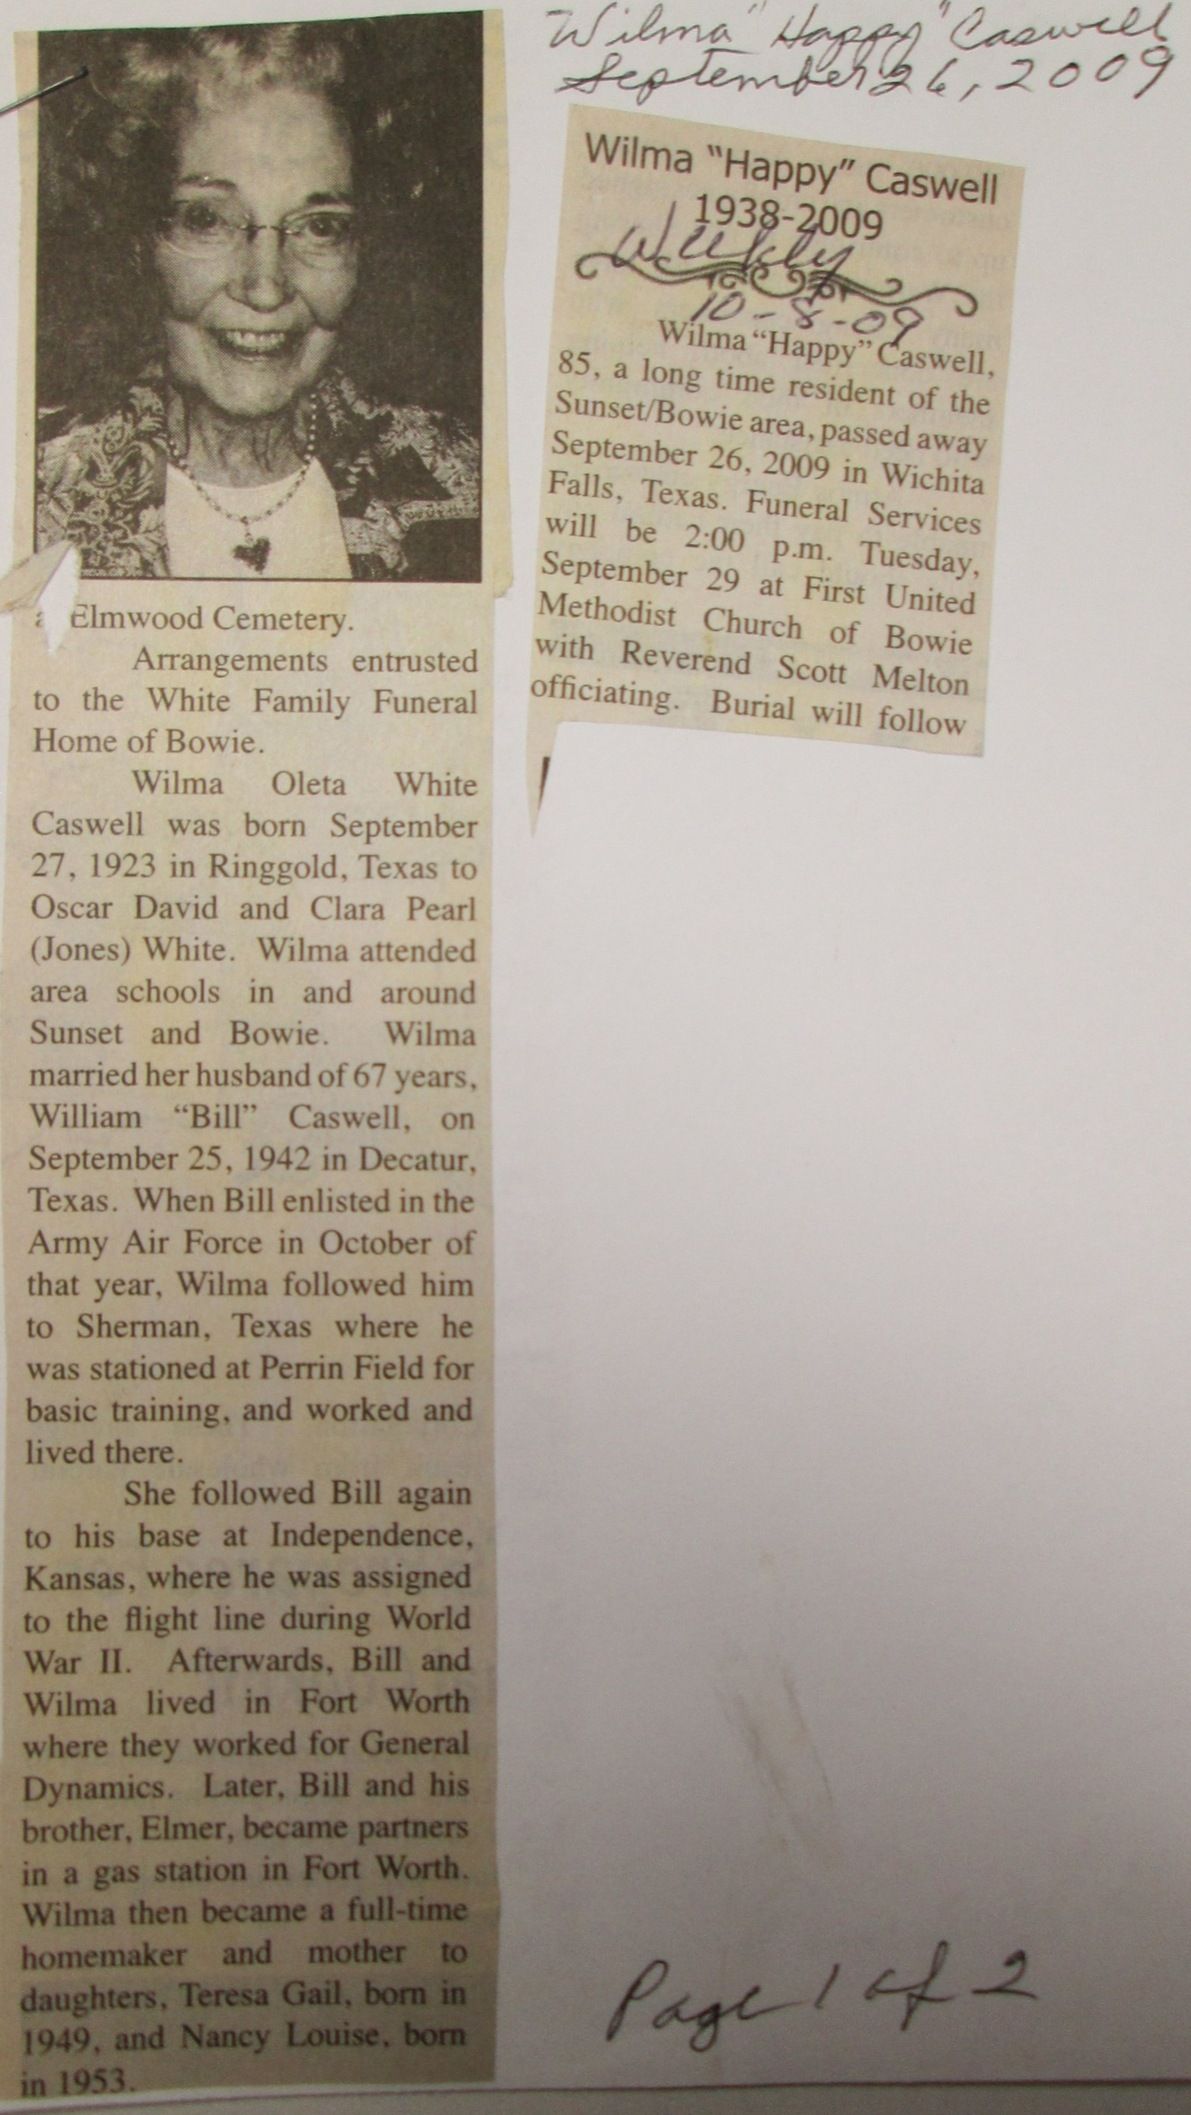 Wilma "Happy" Caswell
September 26, 2009
Wilma “Happy” Caswell
1938-2009
Weekly
10-8-09
Wilma “Happy” Caswell,
85, a long time resident of the
Sunset/Bowie area, passed away
September 26, 2009 in Wichita
Falls, Texas. Funeral Services
will be 2:00 p.m. Tuesday,
September 29 at First United
Methodist Church of Bowie
with Reverend Scott Melton
officiating. Burial will follow
Elmwood Cemetery.
Arrangements entrusted
to the White Family Funeral
Home of Bowie.
Wilma Oleta White
Caswell was born September
27, 1923 in Ringgold, Texas to
Oscar David and Clara Pearl
(Jones) White. Wilma attended
area schools in and around
Sunset and Bowie. Wilma
married her husband of 67 years,
William “Bill” Caswell, on
September 25, 1942 in Decatur,
Texas. When Bill enlisted in the
Army Air Force in October of
that year, Wilma followed him
to Sherman, Texas where he
was stationed at Perrin Field for
basic training, and worked and
lived there.
She followed Bill again
to his base at Independence,
Kansas, where he was assigned
to the flight line during World
War II. Afterwards, Bill and
Wilma lived in Fort Worth
where they worked for General
Dynamics. Later, Bill and his
brother, Elmer, became partners
in a gas station in Fort Worth.
Wilma then became a full-time
homemaker and mother to
daughters, Teresa Gail, born in
1949, and Nancy Louise, born
in 1953.
Page 1 of 2